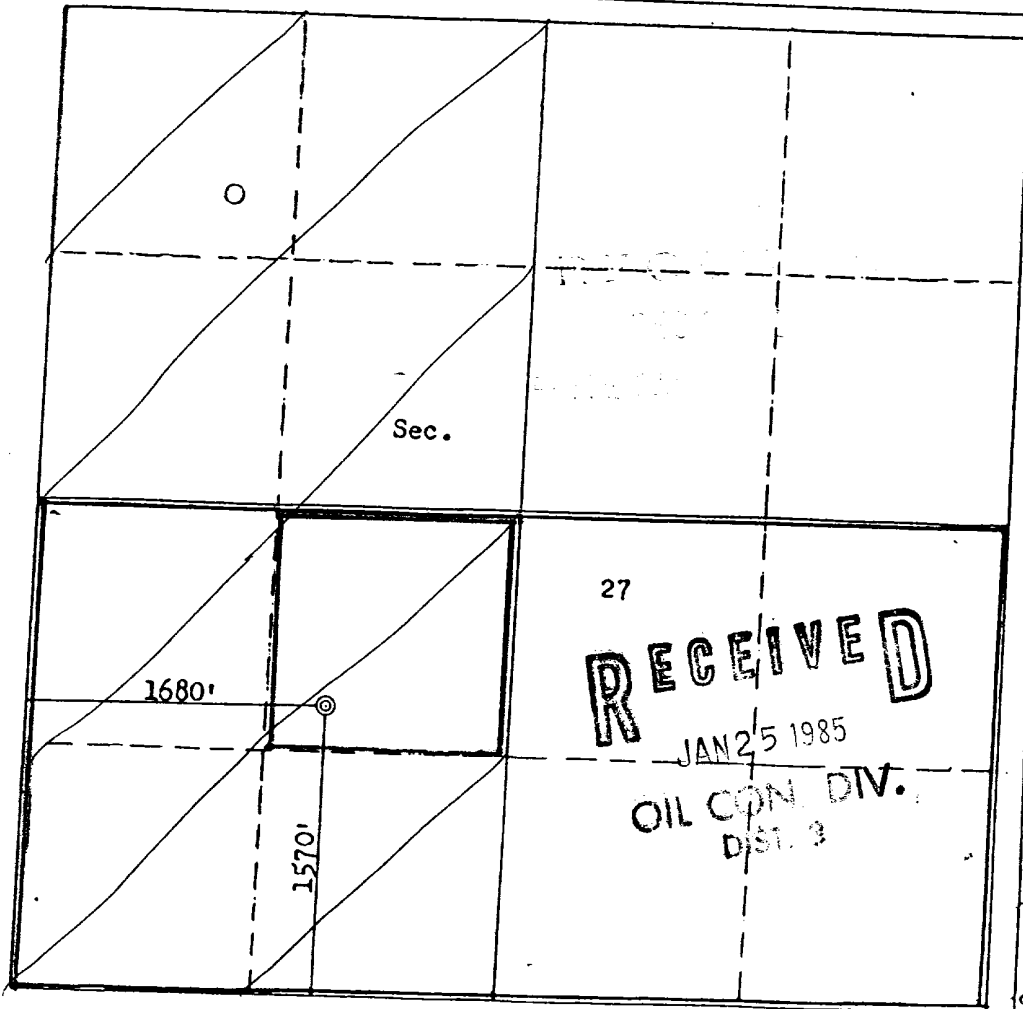 Sec.
27
RECEIVED
1680'
JAN 25 1985
OIL CON. DIV.
DIST. 3
1570'